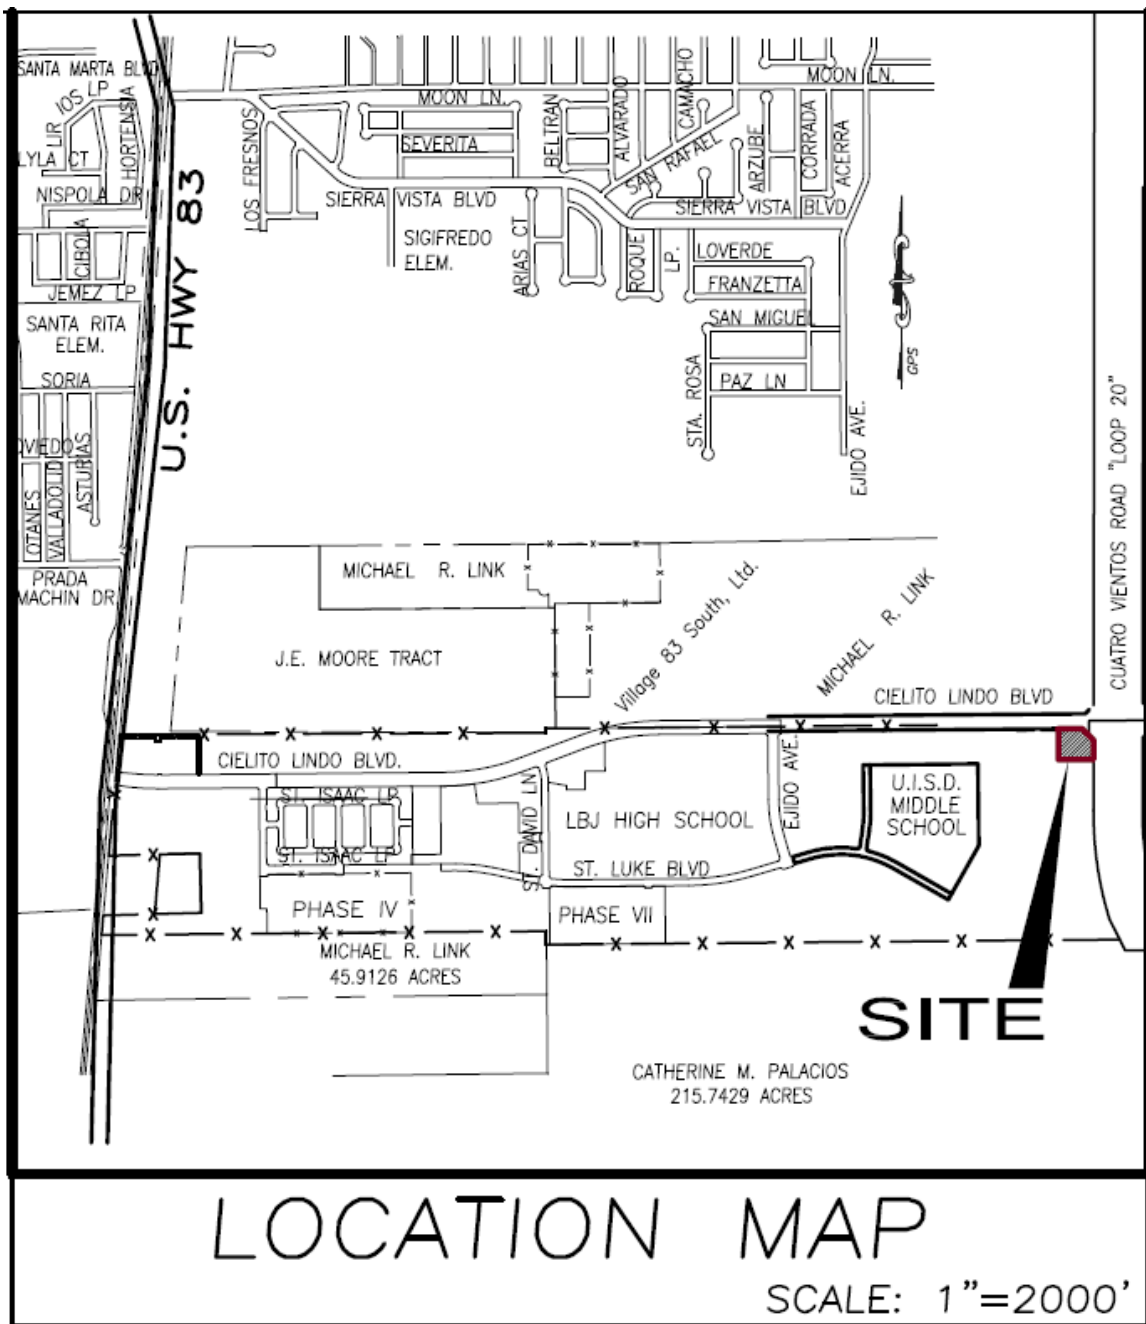 SANTA MARTA BLVD
IOS LP
LIR
HORTENSIA
LYLA CT
NISPOLA DR
CIBOLA
JEMEZ LP
SANTA RITA
ELEM.
SORIA
OVIEDO
OTANES
VALLADOLID
ASTURIAS
PRADA
MACHIN DR
U.S. HWY 83
LOS FRESNOS
MOON LN.
SEVERITA
SIERRA VISTA BLVD
SIGIFREDO
ELEM.
BELTRAN
ALVARADO
CAMACHO
SAN RAFAEL
ARZUBE
MOON LN.
CORRADA
ACERRA
SIERRA VISTA BLVD
ARIAS CT
ROQUE
LP.
LOVERDE
FRANZETTA
SAN MIGUEL
PAZ LN
STA. ROSA
EJIDO AVE.
GPS
CUATRO VIENTOS ROAD "LOOP 20"
MICHAEL R. LINK
J.E. MOORE TRACT
Village 83 South, Ltd.
MICHAEL R. LINK
CIELITO LINDO BLVD
CIELITO LINDO BLVD.
ST. ISAAC LP
ST. ISAAC LP
ST. DAVID LN
LBJ HIGH SCHOOL
EJIDO AVE.
U.I.S.D.
MIDDLE
SCHOOL
ST. LUKE BLVD
PHASE IV
PHASE VII
MICHAEL R. LINK
45.9126 ACRES
SITE
CATHERINE M. PALACIOS
215.7429 ACRES
LOCATION MAP
SCALE: 1"=2000'